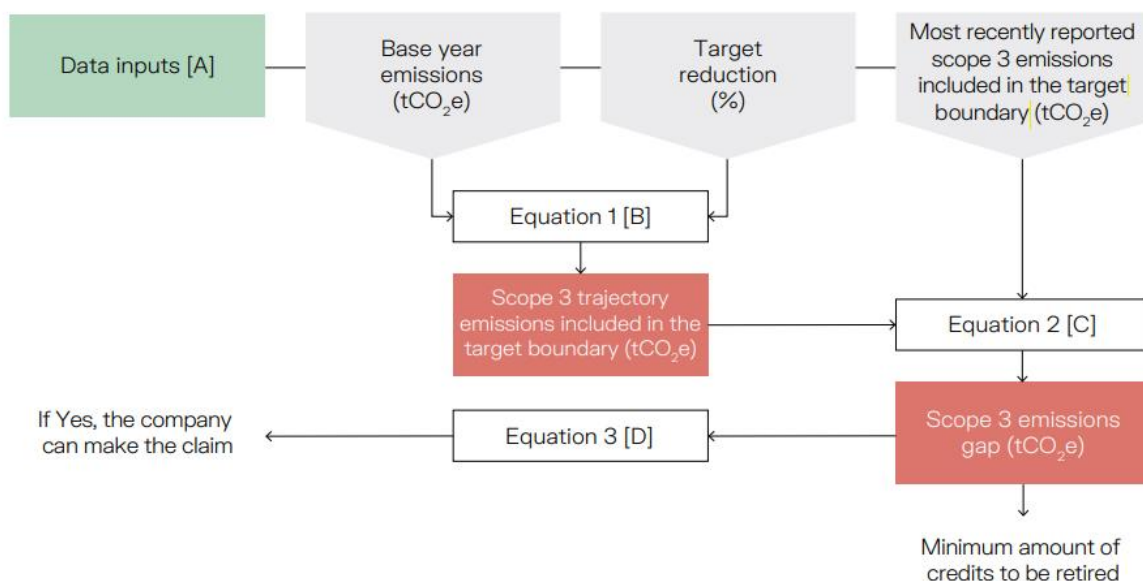 Data inputs [A]
Base year
emissions
(tCO₂e)
Target
reduction
(%)
Most recently reported
scope 3 emissions
included in the target
boundary (tCO₂e)
Equation 1 [B]
Scope 3 trajectory
emissions included in the
target boundary (tCO₂e)
Equation 2 [C]
If Yes, the company
can make the claim
Equation 3 [D]
Scope 3 emissions
gap (tCO₂e)
Minimum amount of
credits to be retired